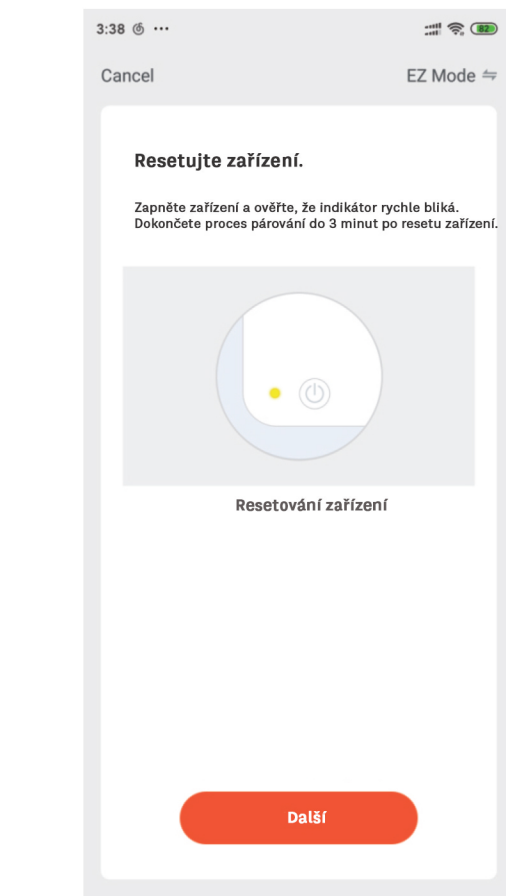 3:38 ... 82
Cancel EZ Mode
Resetujte zařízení.
Zapněte zařízení a ověřte, že indikátor rychle bliká.
Dokončete proces párování do 3 minut po resetu zařízení.
Resetování zařízení
Další